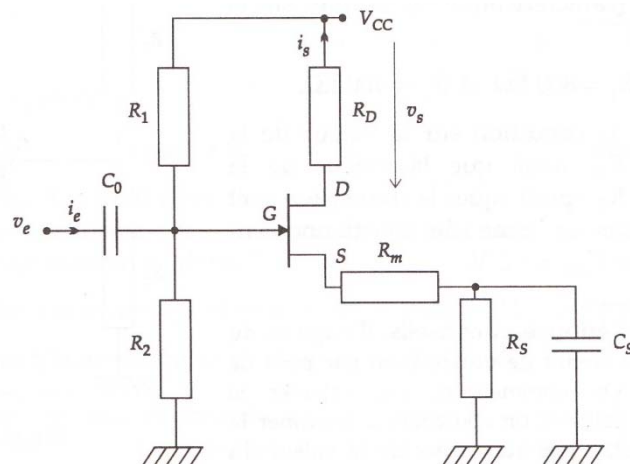 V_CC
i_s
R_1
R_D
v_s
C_0
D
v_e
i_e
G
S
R_m
R_2
R_S
C_S